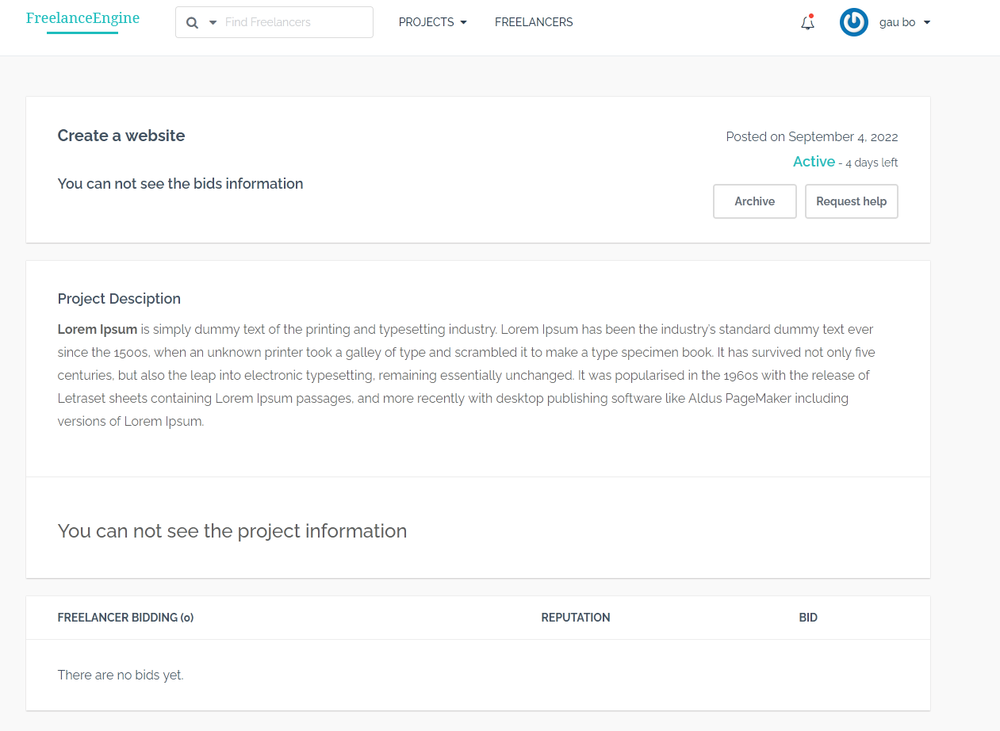 FreelanceEngine
Find Freelancers
PROJECTS
FREELANCERS
gau bo
Create a website
Posted on September 4, 2022
Active - 4 days left
You can not see the bids information
Archive
Request help
Project Desciption
Lorem Ipsum is simply dummy text of the printing and typesetting industry. Lorem Ipsum has been the industry's standard dummy text ever
since the 1500s, when an unknown printer took a galley of type and scrambled it to make a type specimen book. It has survived not only five
centuries, but also the leap into electronic typesetting, remaining essentially unchanged. It was popularised in the 1960s with the release of
Letraset sheets containing Lorem Ipsum passages, and more recently with desktop publishing software like Aldus PageMaker including
versions of Lorem Ipsum.
You can not see the project information
FREELANCER BIDDING (0)
REPUTATION
BID
There are no bids yet.